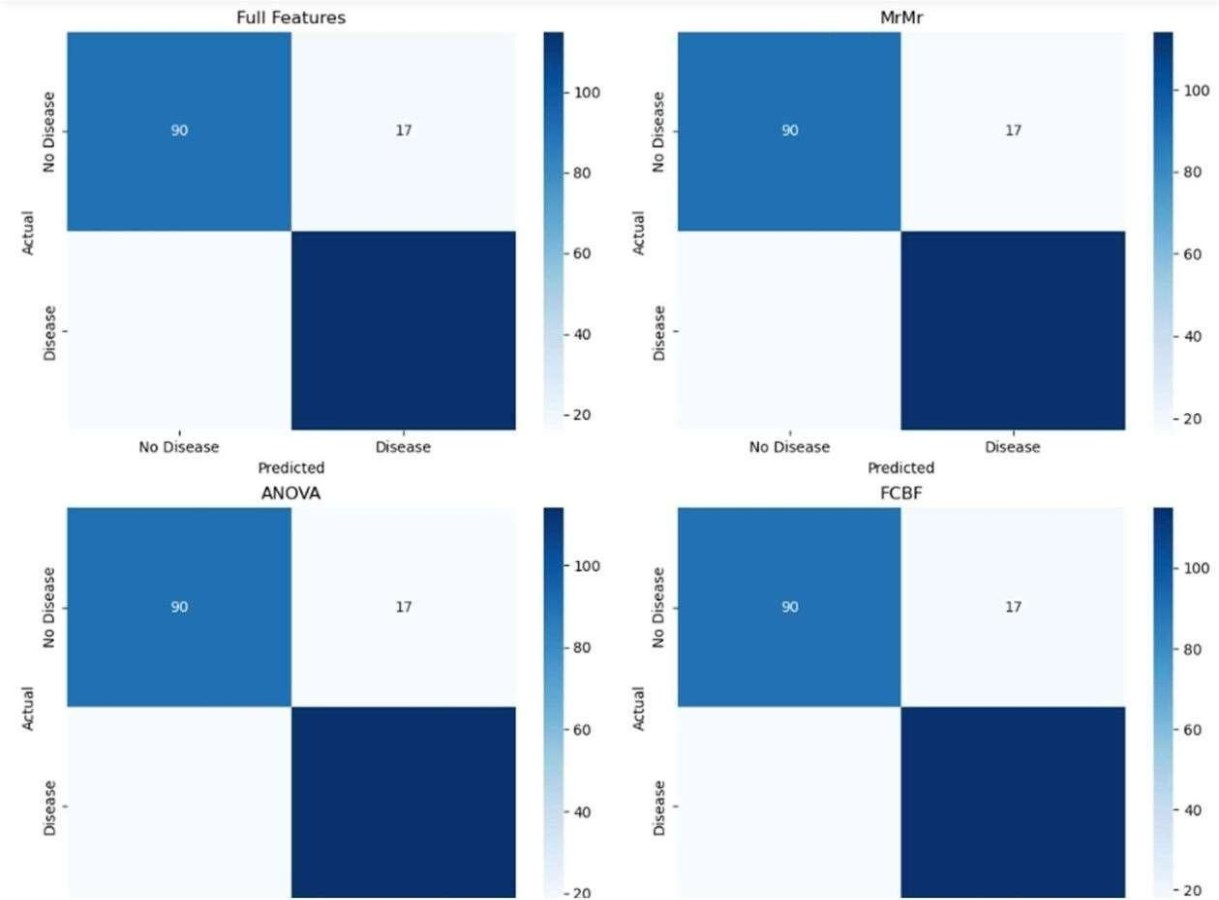 Full Features
No Disease
90
17
Actual
Disease
No Disease
Disease
Predicted
100
80
60
40
20
MrMr
No Disease
90
17
Actual
Disease
No Disease
Disease
Predicted
100
80
60
40
20
ANOVA
No Disease
90
17
Actual
Disease
100
80
60
40
20
FCBF
No Disease
90
17
Actual
Disease
100
80
60
40
20